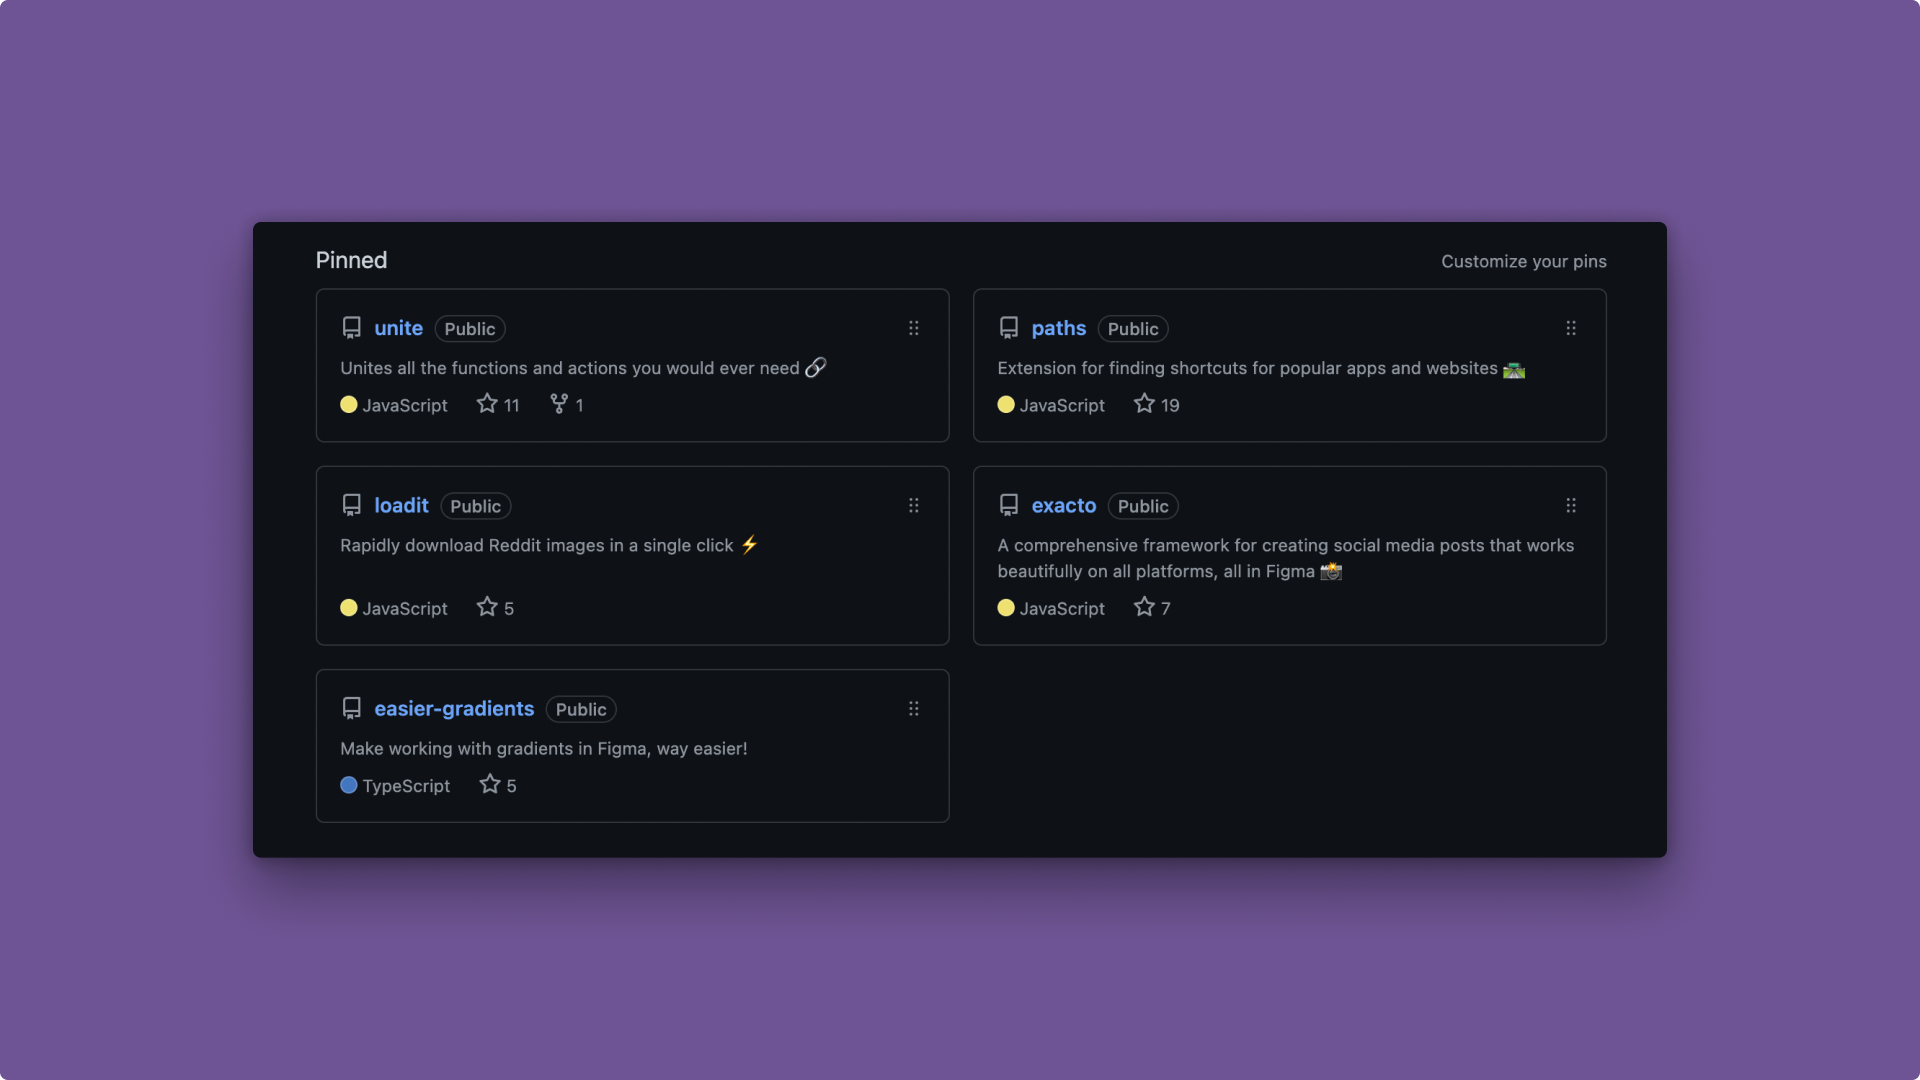 Pinned
Customize your pins
unite Public
Unites all the functions and actions you would ever need 🔗
JavaScript 11 1
paths Public
Extension for finding shortcuts for popular apps and websites 🛣️
JavaScript 19
loadit Public
Rapidly download Reddit images in a single click ⚡
JavaScript 5
exacto Public
A comprehensive framework for creating social media posts that works
beautifully on all platforms, all in Figma 📸
JavaScript 7
easier-gradients Public
Make working with gradients in Figma, way easier!
TypeScript 5